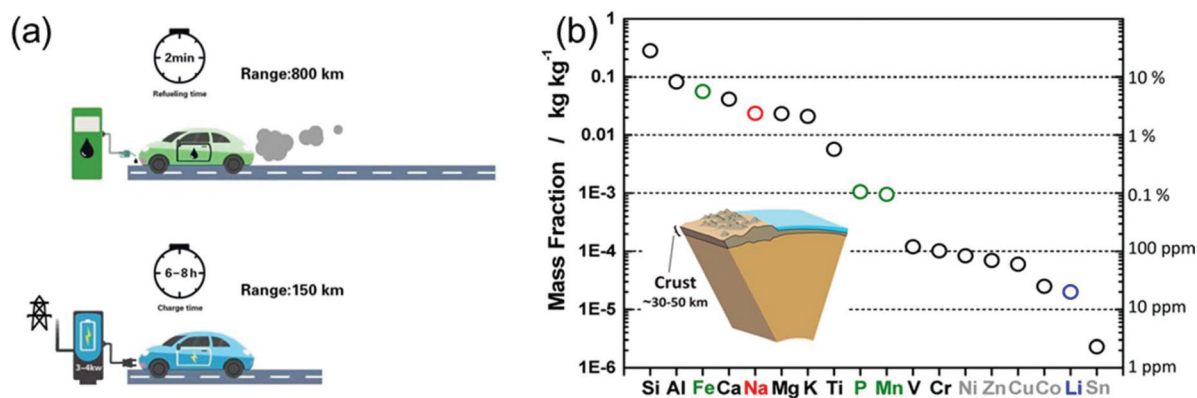 (a)
2min
Refueling time
Range:800 km
6–8h
Charge time
Range:150 km
3–4kw
(b)
Mass Fraction / kg kg⁻¹
1
0.1
0.01
1E-3
1E-4
1E-5
1E-6
10 %
1 %
0.1 %
100 ppm
10 ppm
1 ppm
Crust
~30-50 km
Si Al Fe Ca Na Mg K Ti P Mn V Cr Ni Zn Cu Co Li Sn